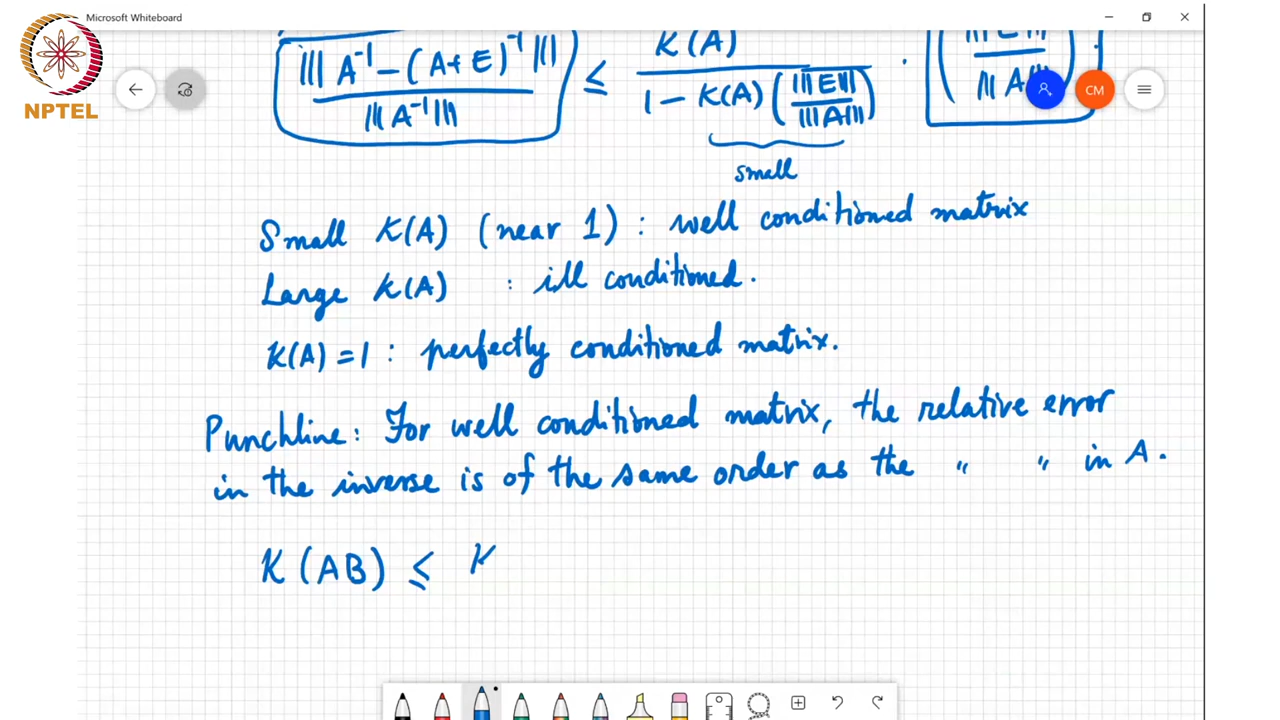 Microsoft Whiteboard
NPTEL
||| A⁻¹ - (A+E)⁻¹ ||| / ||| A⁻¹ ||| ≤ K(A) / 1 - K(A) ( |||E||| / |||A||| ) · ( |||E||| / |||A||| )
CM
small
Small K(A) (near 1) : well conditioned matrix
Large K(A) : ill conditioned.
K(A) = 1 : perfectly conditioned matrix.
Punchline: For well conditioned matrix, the relative error
in the inverse is of the same order as the " " in A.
K(AB) ≤ K